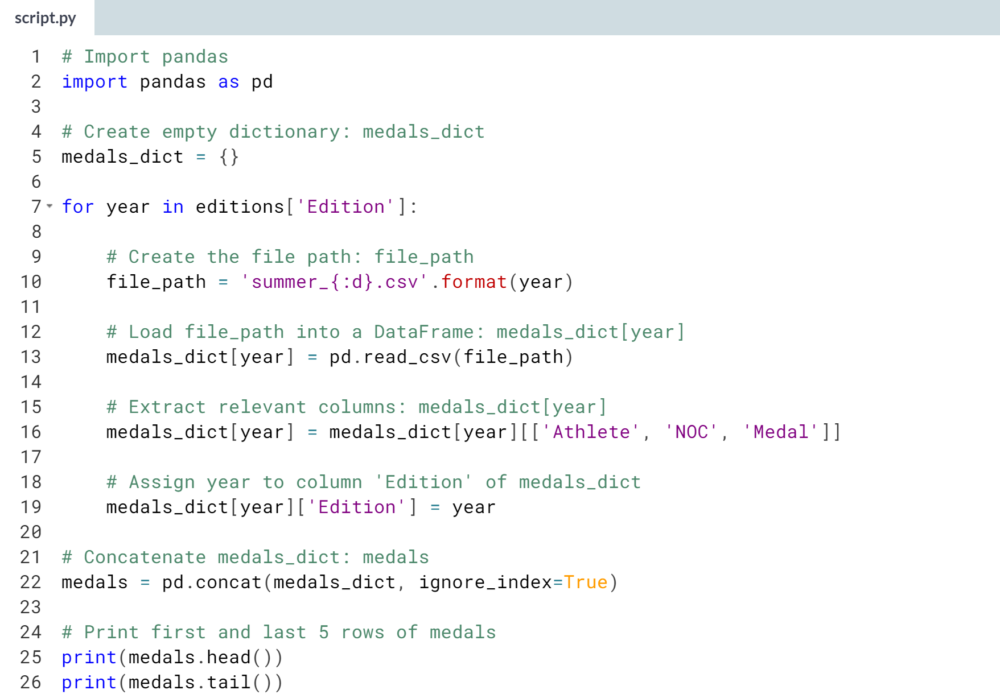 script.py
1 # Import pandas
2 import pandas as pd
3
4 # Create empty dictionary: medals_dict
5 medals_dict = {}
6
7 for year in editions['Edition']:
8
9     # Create the file path: file_path
10     file_path = 'summer_{:d}.csv'.format(year)
11
12     # Load file_path into a DataFrame: medals_dict[year]
13     medals_dict[year] = pd.read_csv(file_path)
14
15     # Extract relevant columns: medals_dict[year]
16     medals_dict[year] = medals_dict[year][['Athlete', 'NOC', 'Medal']]
17
18     # Assign year to column 'Edition' of medals_dict
19     medals_dict[year]['Edition'] = year
20
21 # Concatenate medals_dict: medals
22 medals = pd.concat(medals_dict, ignore_index=True)
23
24 # Print first and last 5 rows of medals
25 print(medals.head())
26 print(medals.tail())